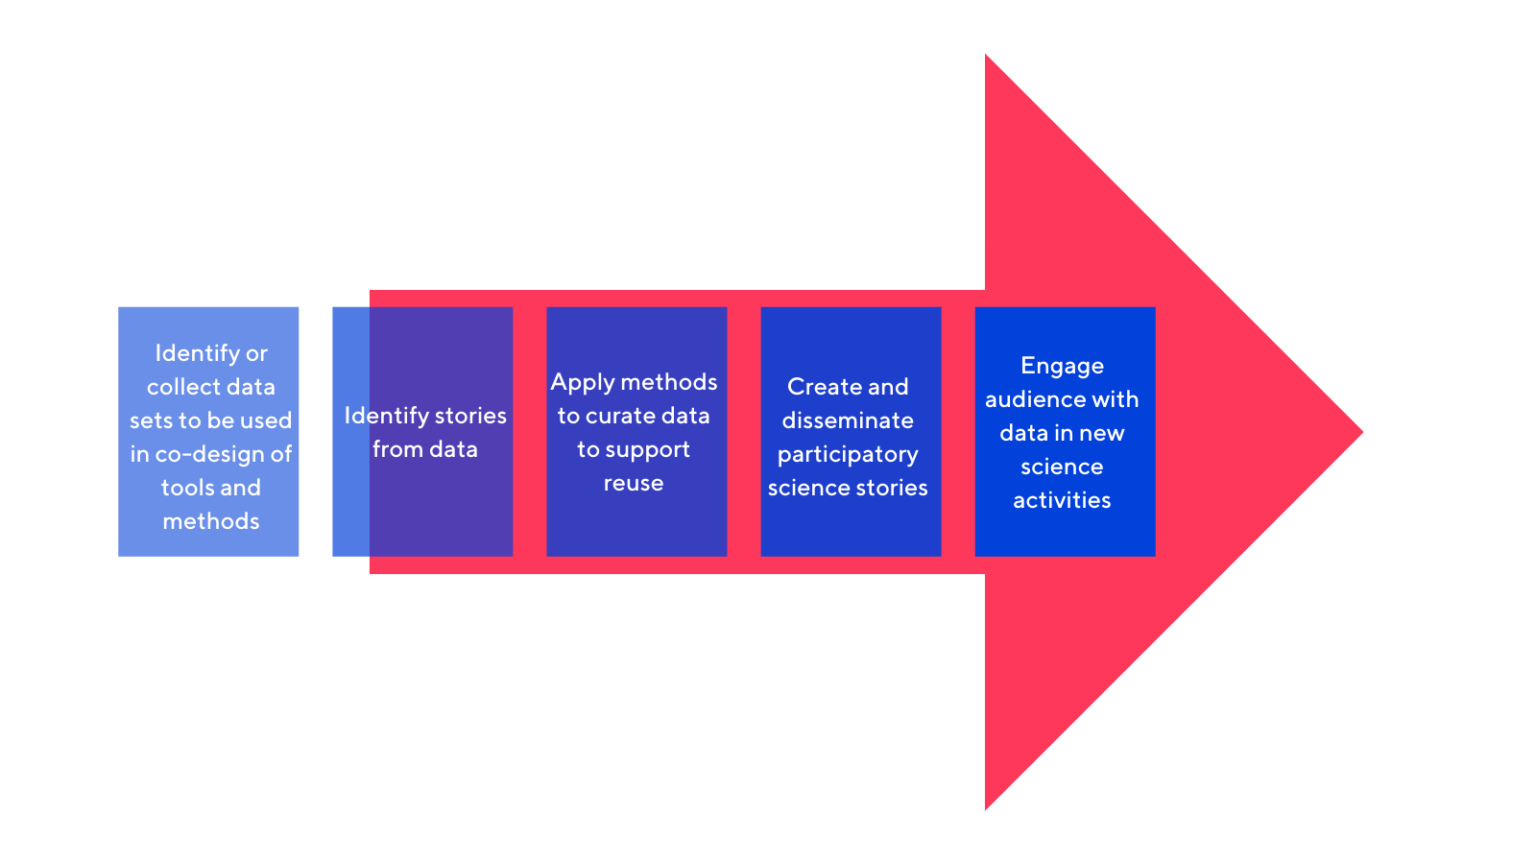 Identify or
collect data
sets to be used
in co-design of
tools and
methods
Identify stories
from data
Apply methods
to curate data
to support
reuse
Create and
disseminate
participatory
science stories
Engage
audience with
data in new
science
activities